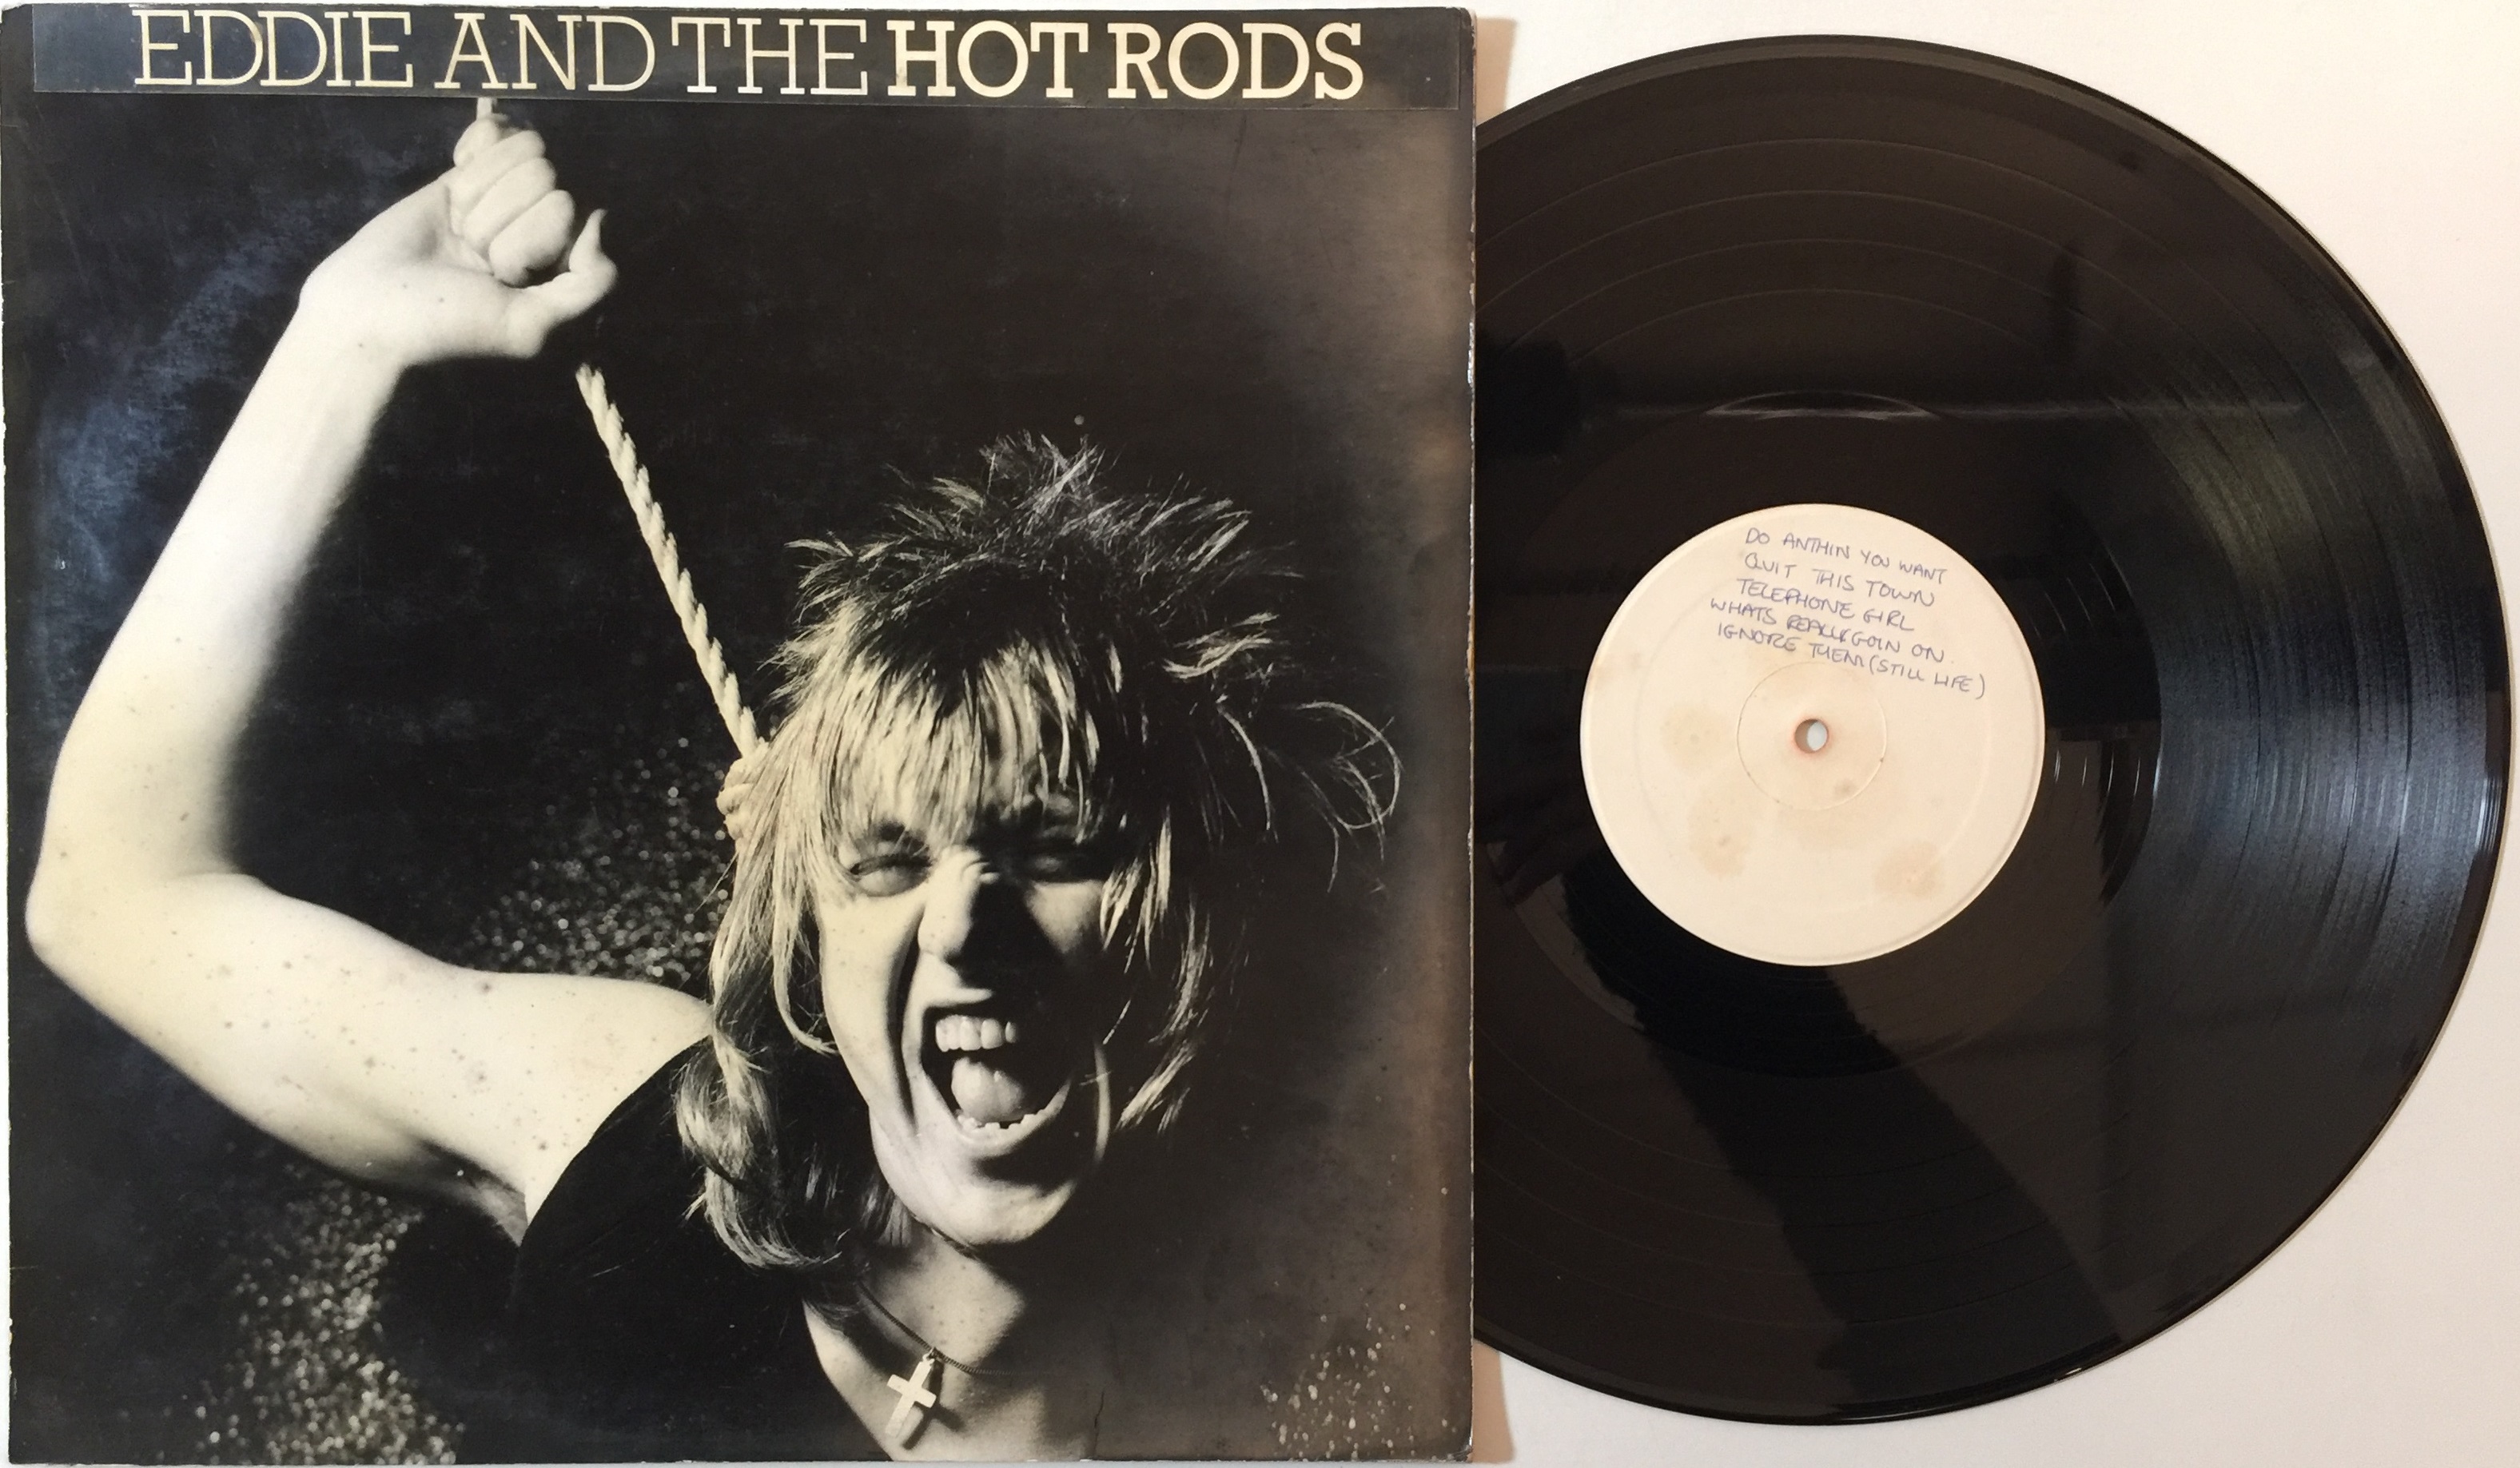 EDDIE AND THE HOT RODS
DO ANTHIN YOU WANT
QUIT THIS TOWN
TELEPHONE GIRL
WHATS REALLY GOIN ON.
IGNORE THEM (STILL LIFE)